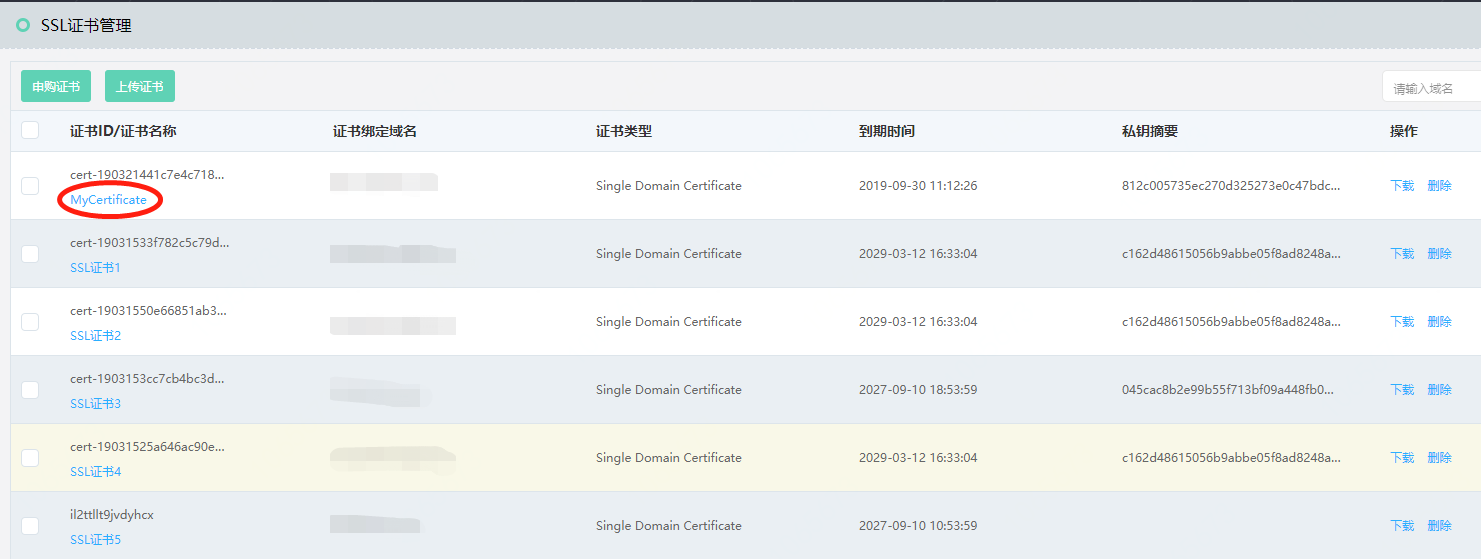 SSL证书管理
申购证书 上传证书 请输入域名
证书ID/证书名称 证书绑定域名 证书类型 到期时间 私钥摘要 操作
cert-190321441c7e4c718...
MyCertificate Single Domain Certificate 2019-09-30 11:12:26 812c005735ec270d325273e0c47bdc... 下载 删除
cert-19031533f782c5c79d...
SSL证书1 Single Domain Certificate 2029-03-12 16:33:04 c162d48615056b9abbe05f8ad8248a... 下载 删除
cert-19031550e66851ab3...
SSL证书2 Single Domain Certificate 2029-03-12 16:33:04 c162d48615056b9abbe05f8ad8248a... 下载 删除
cert-1903153cc7cb4bc3d...
SSL证书3 Single Domain Certificate 2027-09-10 18:53:59 045cac8b2e99b55f713bf09a448fb0... 下载 删除
cert-19031525a646ac90e...
SSL证书4 Single Domain Certificate 2029-03-12 16:33:04 c162d48615056b9abbe05f8ad8248a... 下载 删除
il2ttllt9jvdyhcx
SSL证书5 Single Domain Certificate 2027-09-10 10:53:59 下载 删除